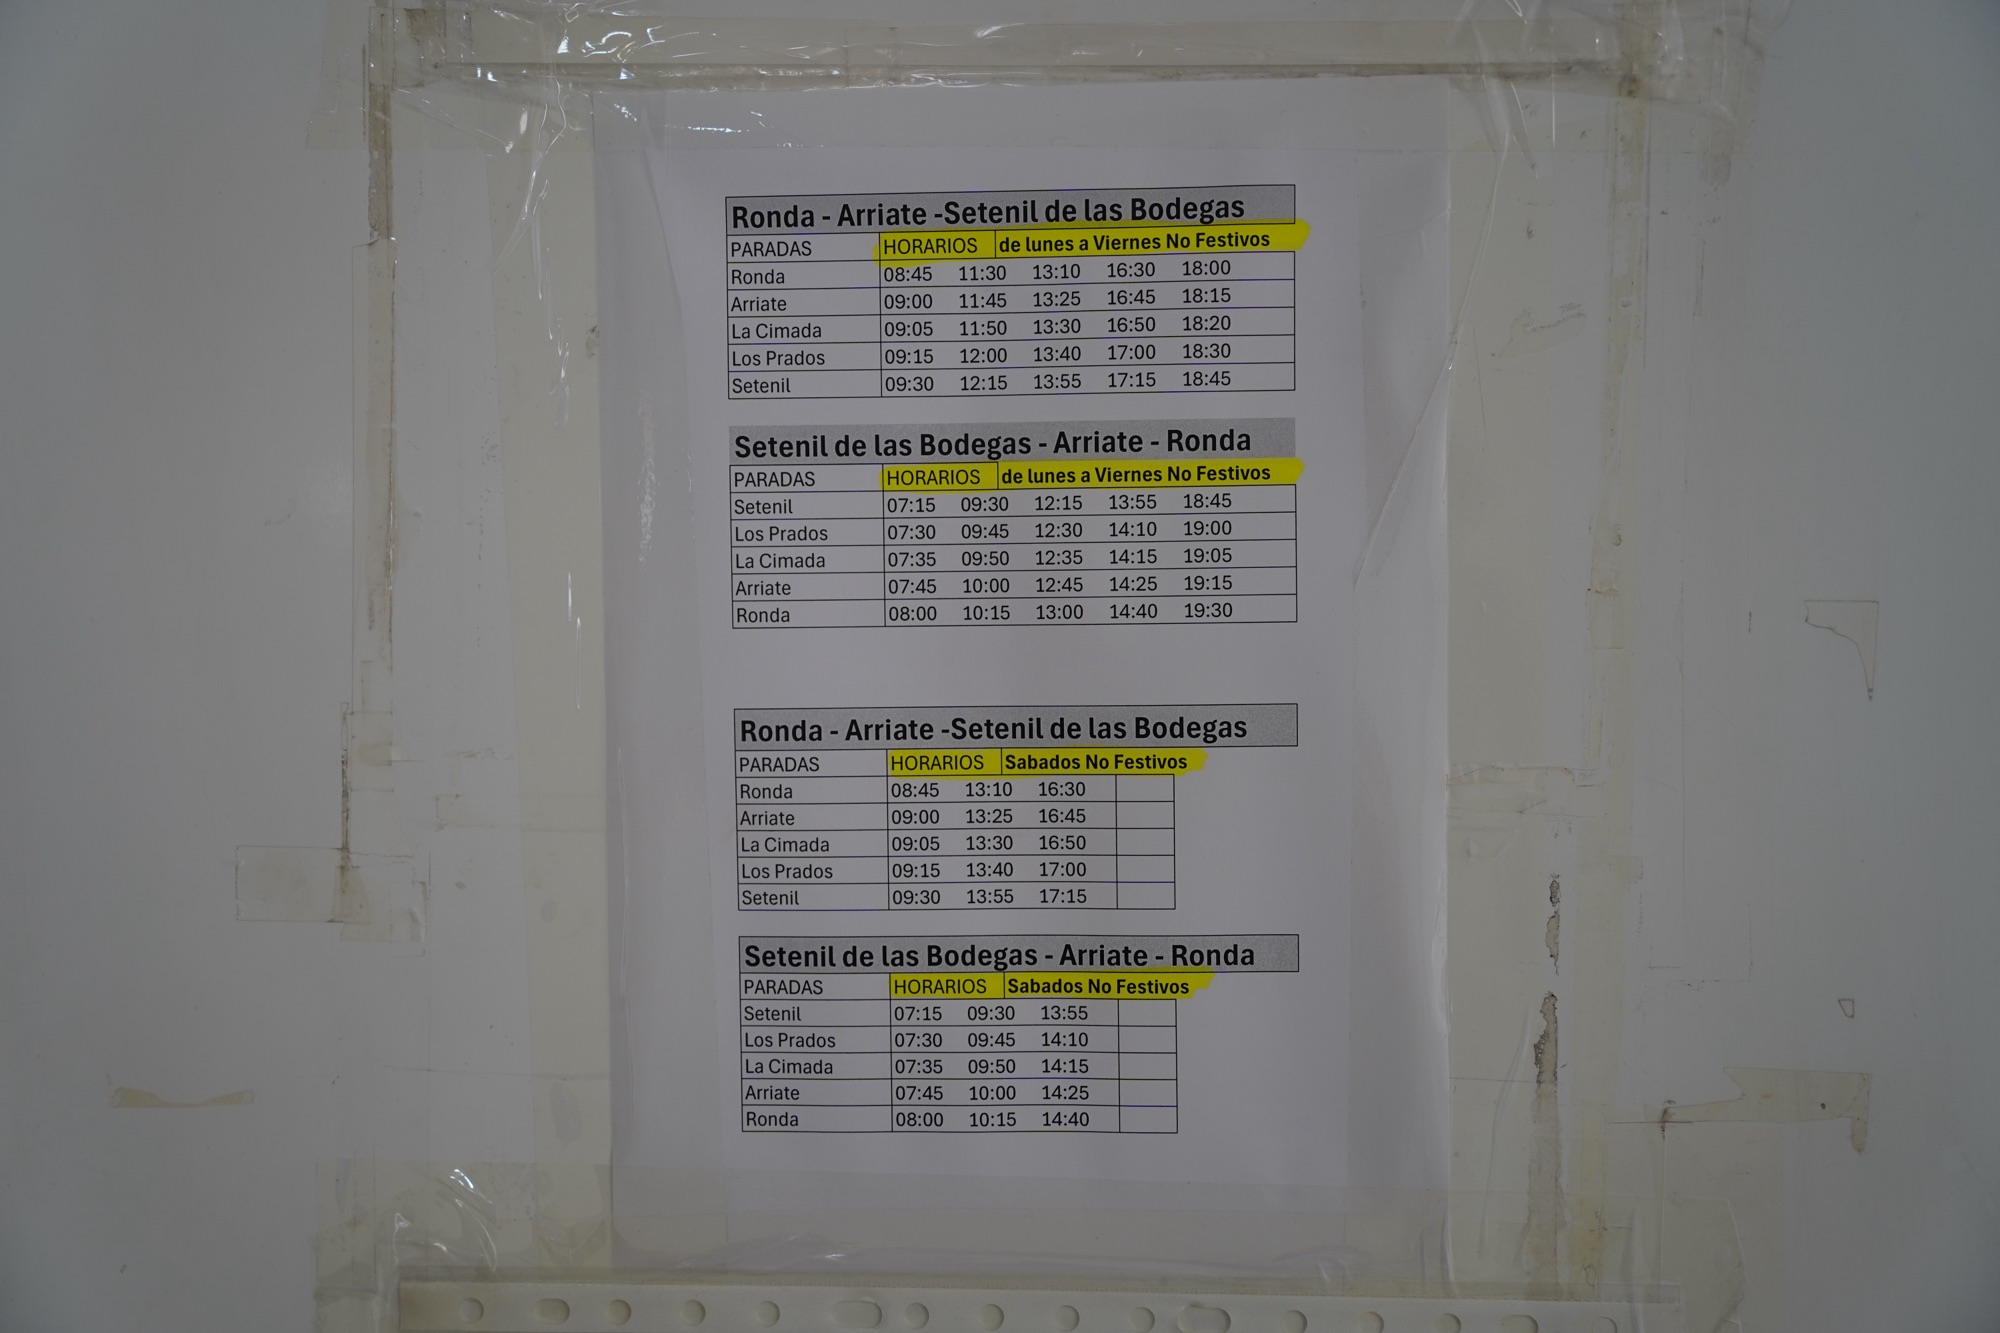 Ronda - Arriate -Setenil de las Bodegas
PARADAS HORARIOS de lunes a Viernes No Festivos
Ronda 08:45 11:30 13:10 16:30 18:00
Arriate 09:00 11:45 13:25 16:45 18:15
La Cimada 09:05 11:50 13:30 16:50 18:20
Los Prados 09:15 12:00 13:40 17:00 18:30
Setenil 09:30 12:15 13:55 17:15 18:45
Setenil de las Bodegas - Arriate - Ronda
PARADAS HORARIOS de lunes a Viernes No Festivos
Setenil 07:15 09:30 12:15 13:55 18:45
Los Prados 07:30 09:45 12:30 14:10 19:00
La Cimada 07:35 09:50 12:35 14:15 19:05
Arriate 07:45 10:00 12:45 14:25 19:15
Ronda 08:00 10:15 13:00 14:40 19:30
Ronda - Arriate -Setenil de las Bodegas
PARADAS HORARIOS Sabados No Festivos
Ronda 08:45 13:10 16:30
Arriate 09:00 13:25 16:45
La Cimada 09:05 13:30 16:50
Los Prados 09:15 13:40 17:00
Setenil 09:30 13:55 17:15
Setenil de las Bodegas - Arriate - Ronda
PARADAS HORARIOS Sabados No Festivos
Setenil 07:15 09:30 13:55
Los Prados 07:30 09:45 14:10
La Cimada 07:35 09:50 14:15
Arriate 07:45 10:00 14:25
Ronda 08:00 10:15 14:40